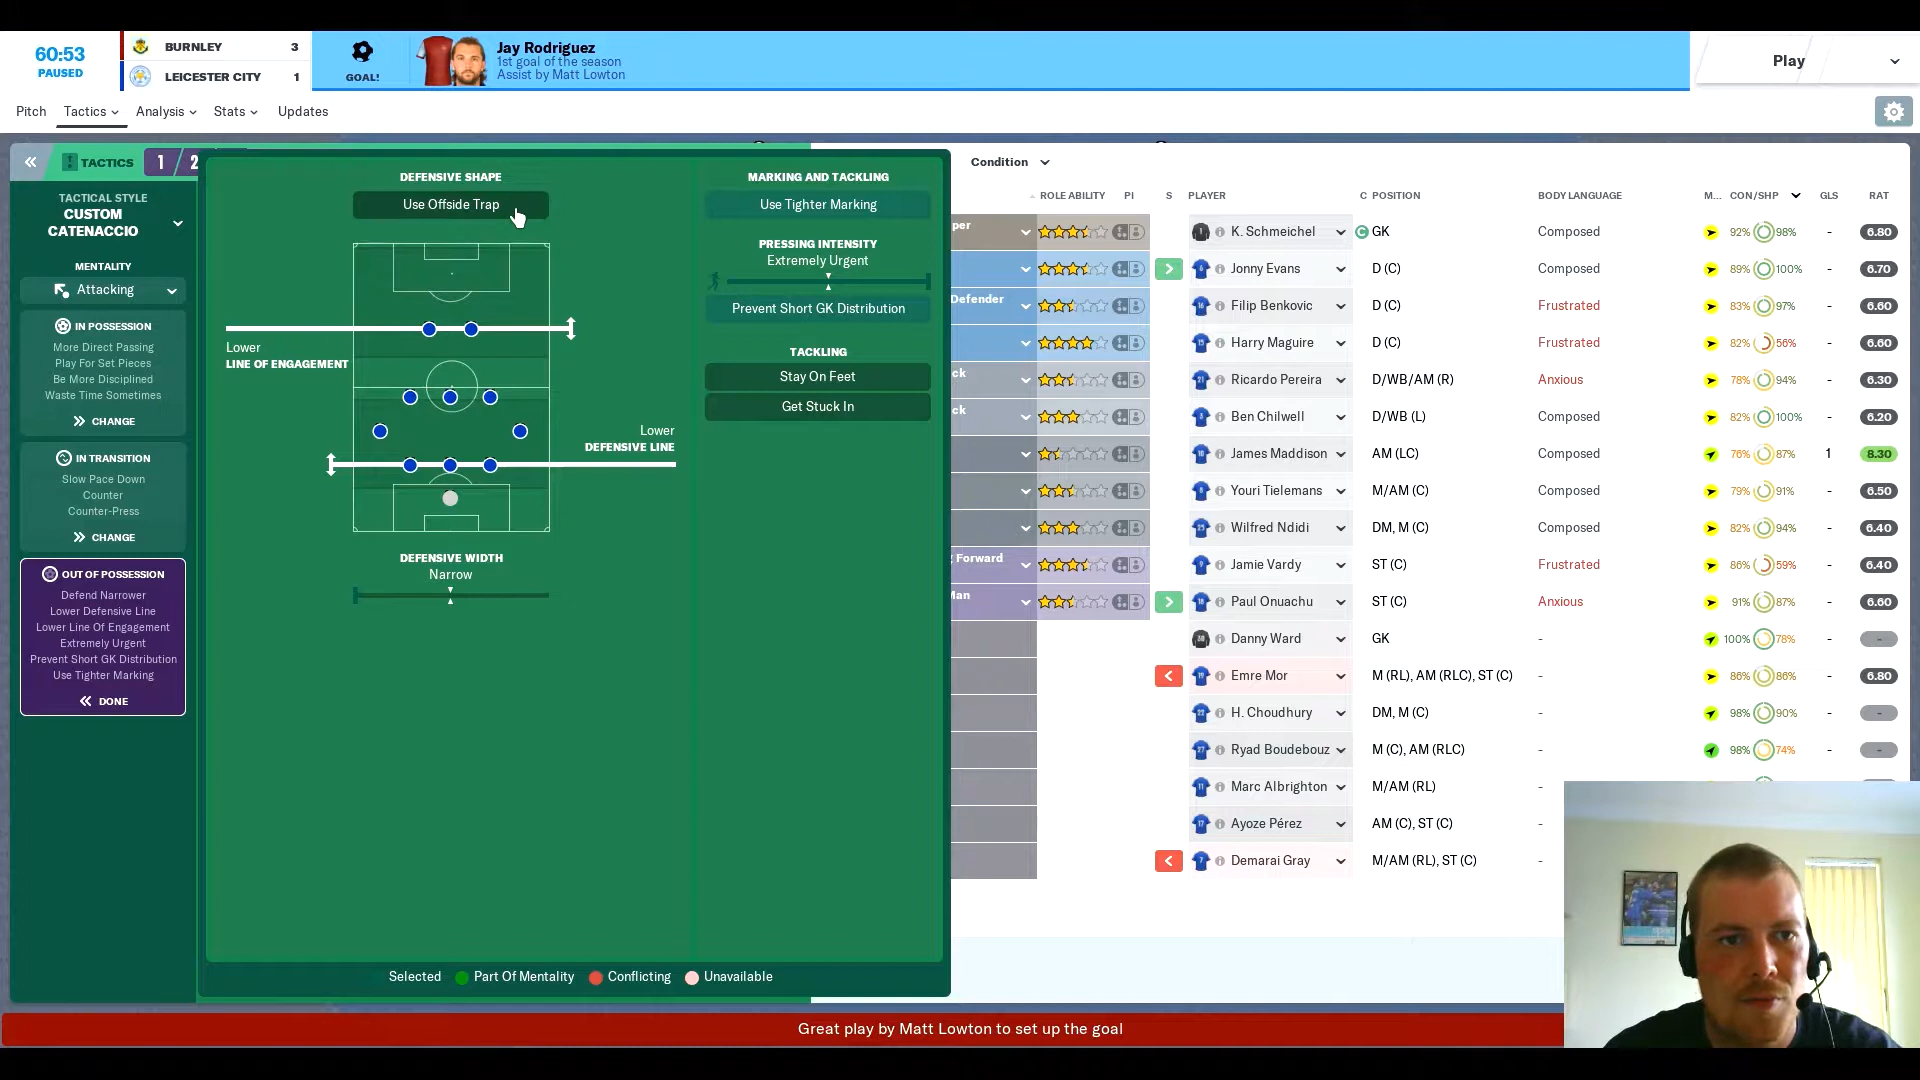 60:53
PAUSED
BURNLEY 3
LEICESTER CITY 1
GOAL!
Jay Rodriguez
1st goal of the season
Assist by Matt Lowton
Play
Pitch Tactics Analysis Stats Updates
TACTICS 1 2
TACTICAL STYLE
CUSTOM
CATENACCIO
MENTALITY
Attacking
IN POSSESSION
More Direct Passing
Play For Set Pieces
Be More Disciplined
Waste Time Sometimes
CHANGE
IN TRANSITION
Slow Pace Down
Counter
Counter-Press
CHANGE
OUT OF POSSESSION
Defend Narrower
Lower Defensive Line
Lower Line Of Engagement
Extremely Urgent
Prevent Short GK Distribution
Use Tighter Marking
DONE
DEFENSIVE SHAPE
Use Offside Trap
Lower
LINE OF ENGAGEMENT
Lower
DEFENSIVE LINE
DEFENSIVE WIDTH
Narrow
MARKING AND TACKLING
Use Tighter Marking
PRESSING INTENSITY
Extremely Urgent
Prevent Short GK Distribution
TACKLING
Stay On Feet
Get Stuck In
Selected Part Of Mentality Conflicting Unavailable
Condition
ROLE ABILITY PI S PLAYER C POSITION BODY LANGUAGE M... CON/SHP GLS RAT
per K. Schmeichel C GK Composed 92% 98% - 6.80
Jonny Evans D (C) Composed 89% 100% - 6.70
Defender Filip Benkovic D (C) Frustrated 83% 97% - 6.60
Harry Maguire D (C) Frustrated 82% 56% - 6.60
ck Ricardo Pereira D/WB/AM (R) Anxious 78% 94% - 6.30
ck Ben Chilwell D/WB (L) Composed 82% 100% - 6.20
James Maddison AM (LC) Composed 76% 87% 1 8.30
Youri Tielemans M/AM (C) Composed 79% 91% - 6.50
Wilfred Ndidi DM, M (C) Composed 82% 94% - 6.40
Forward Jamie Vardy ST (C) Frustrated 86% 59% - 6.40
Man Paul Onuachu ST (C) Anxious 91% 87% - 6.60
Danny Ward GK - 100% 78% - -
Emre Mor M (RL), AM (RLC), ST (C) - 86% 86% - 6.80
H. Choudhury DM, M (C) - 98% 90% - -
Ryad Boudebouz M (C), AM (RLC) - 98% 74% - -
Marc Albrighton M/AM (RL) -
Ayoze Pérez AM (C), ST (C) -
Demarai Gray M/AM (RL), ST (C) -
Great play by Matt Lowton to set up the goal